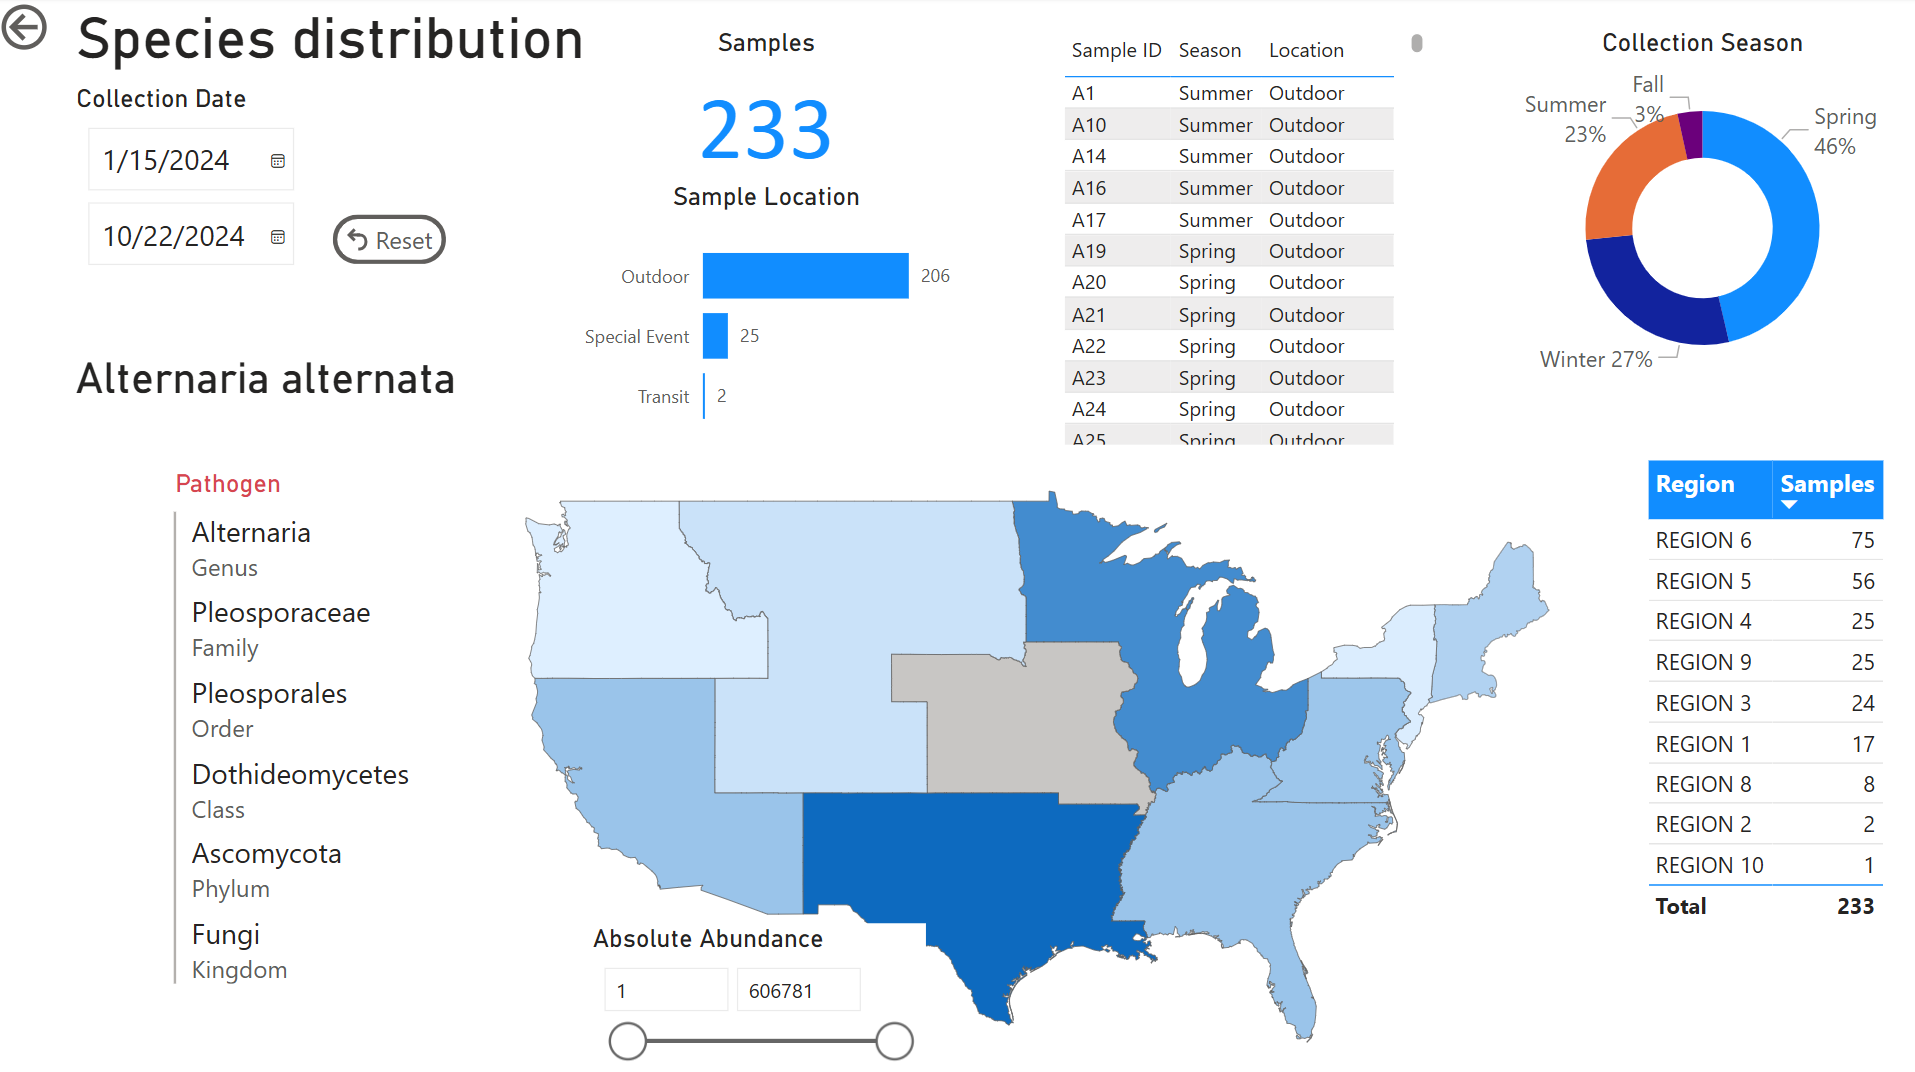 Species distribution
Collection Date
1/15/2024
10/22/2024
Reset
Alternaria alternata
Samples
233
Sample Location
Outdoor 206
Special Event 25
Transit 2
Sample ID Season Location
A1 Summer Outdoor
A10 Summer Outdoor
A14 Summer Outdoor
A16 Summer Outdoor
A17 Summer Outdoor
A19 Spring Outdoor
A20 Spring Outdoor
A21 Spring Outdoor
A22 Spring Outdoor
A23 Spring Outdoor
A24 Spring Outdoor
A25 Spring Outdoor
Collection Season
Fall
3%
Summer
23%
Spring
46%
Winter 27%
Pathogen
Alternaria
Genus
Pleosporaceae
Family
Pleosporales
Order
Dothideomycetes
Class
Ascomycota
Phylum
Fungi
Kingdom
Absolute Abundance
1 606781
Region Samples
REGION 6 75
REGION 5 56
REGION 4 25
REGION 9 25
REGION 3 24
REGION 1 17
REGION 8 8
REGION 2 2
REGION 10 1
Total 233